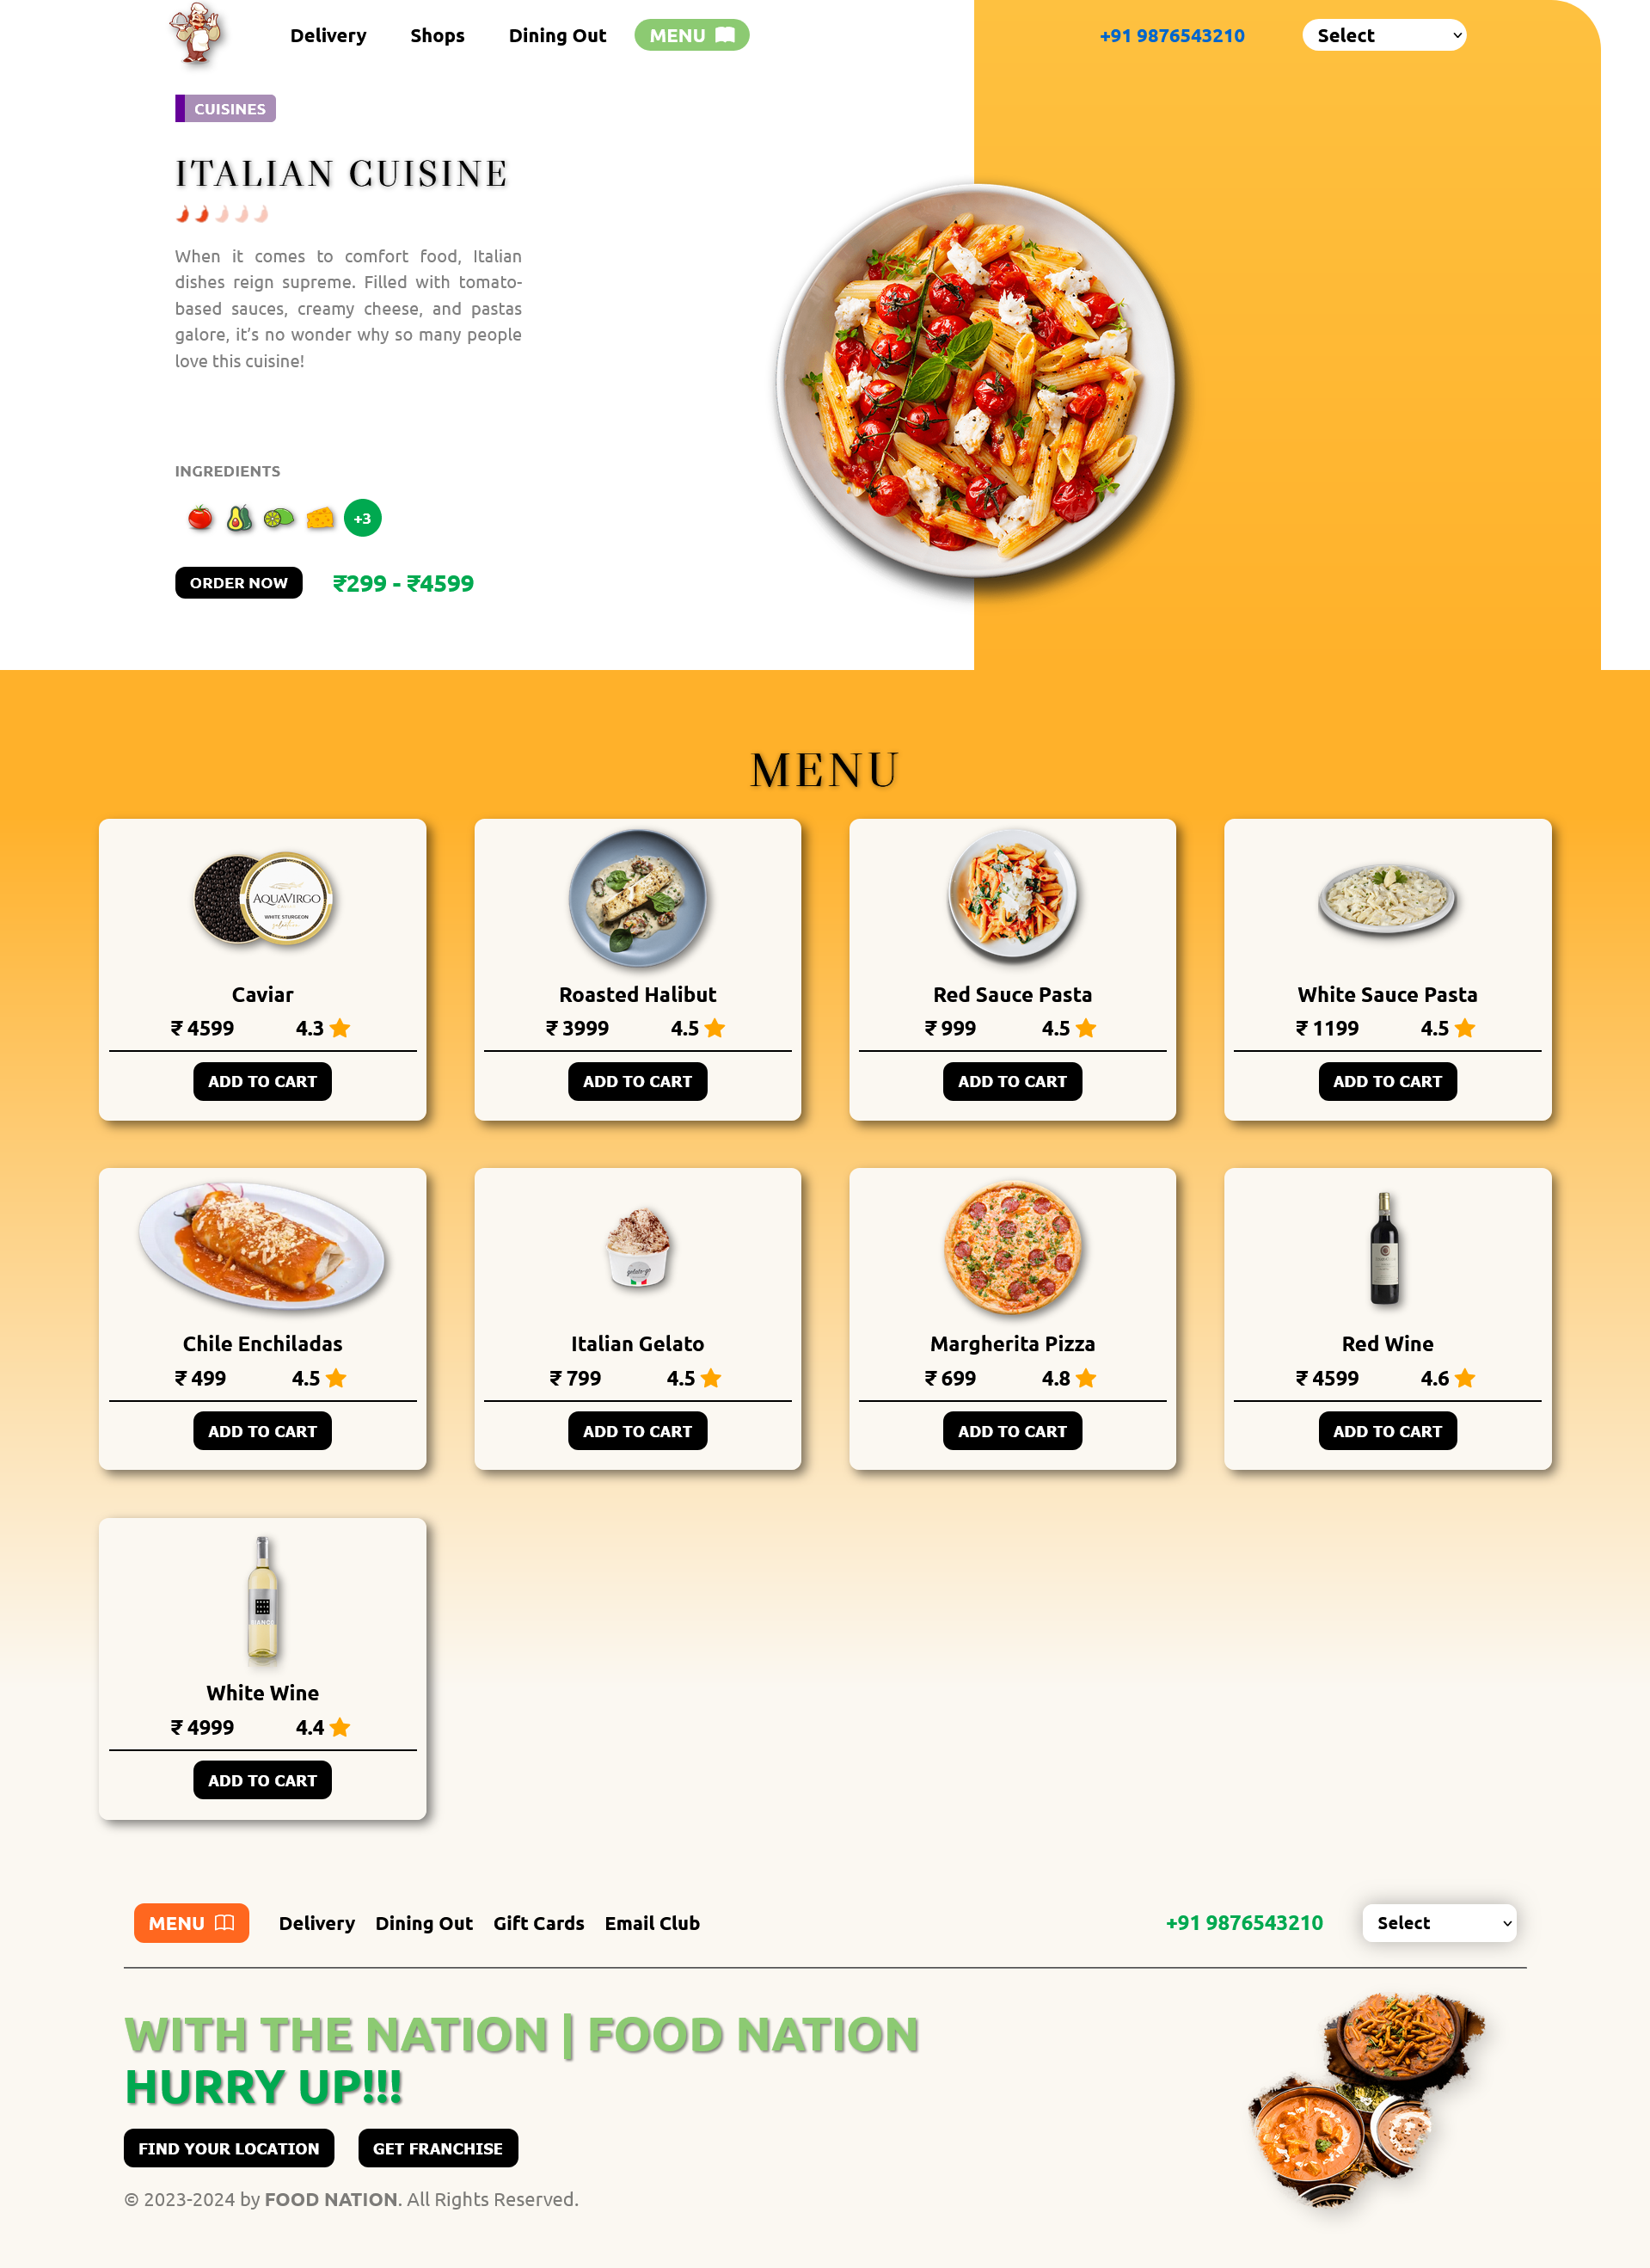 Delivery Shops Dining Out MENU +91 9876543210 Select
CUISINES
ITALIAN CUISINE
When it comes to comfort food, Italian
dishes reign supreme. Filled with tomato-
based sauces, creamy cheese, and pastas
galore, it’s no wonder why so many people
love this cuisine!
INGREDIENTS
+3
ORDER NOW ₹299 - ₹4599
MENU
AQUAVIRGO
WHITE STURGEON
Caviar Roasted Halibut Red Sauce Pasta White Sauce Pasta
₹ 4599 4.3 ₹ 3999 4.5 ₹ 999 4.5 ₹ 1199 4.5
ADD TO CART ADD TO CART ADD TO CART ADD TO CART
Chile Enchiladas Italian Gelato Margherita Pizza Red Wine
₹ 499 4.5 ₹ 799 4.5 ₹ 699 4.8 ₹ 4599 4.6
ADD TO CART ADD TO CART ADD TO CART ADD TO CART
White Wine
₹ 4999 4.4
ADD TO CART
MENU Delivery Dining Out Gift Cards Email Club +91 9876543210 Select
WITH THE NATION | FOOD NATION
HURRY UP!!!
FIND YOUR LOCATION GET FRANCHISE
© 2023-2024 by FOOD NATION. All Rights Reserved.